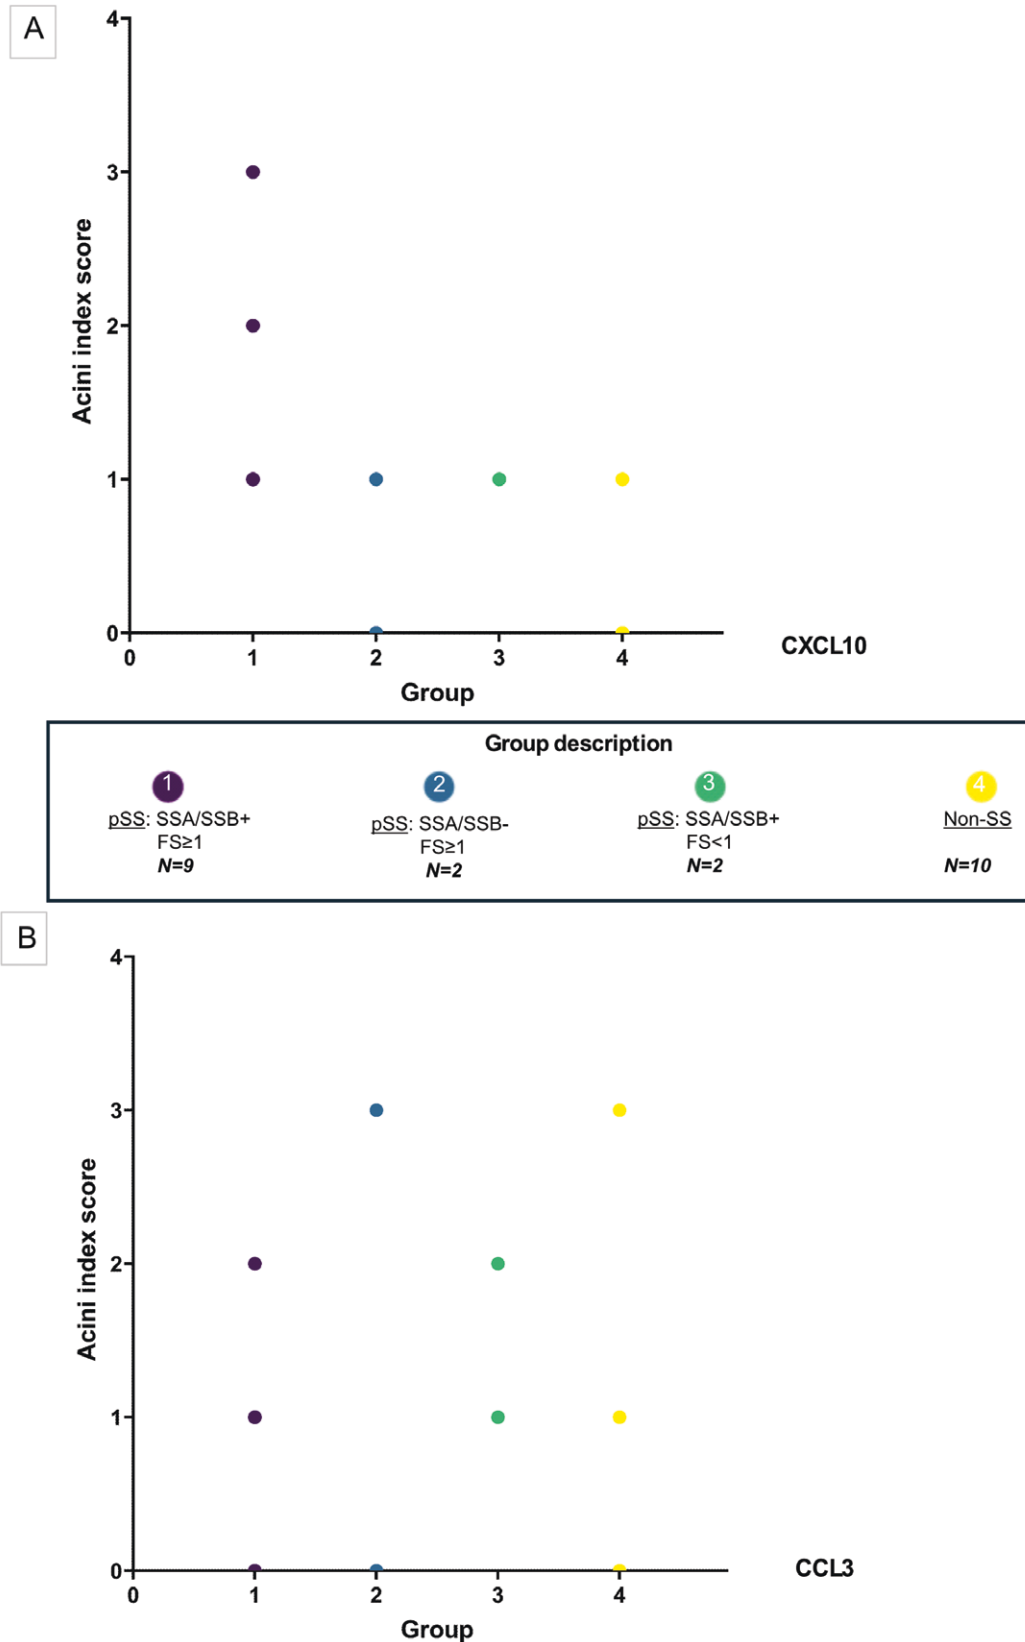 A
4
3
2
1
0
Acini index score
0 1 2 3 4
Group
CXCL10
Group description
1 2 3 4
pSS: SSA/SSB+ pSS: SSA/SSB- pSS: SSA/SSB+ Non-SS
FS≥1 FS≥1 FS<1
N=9 N=2 N=2 N=10
B
4
3
2
1
0
Acini index score
0 1 2 3 4
Group
CCL3